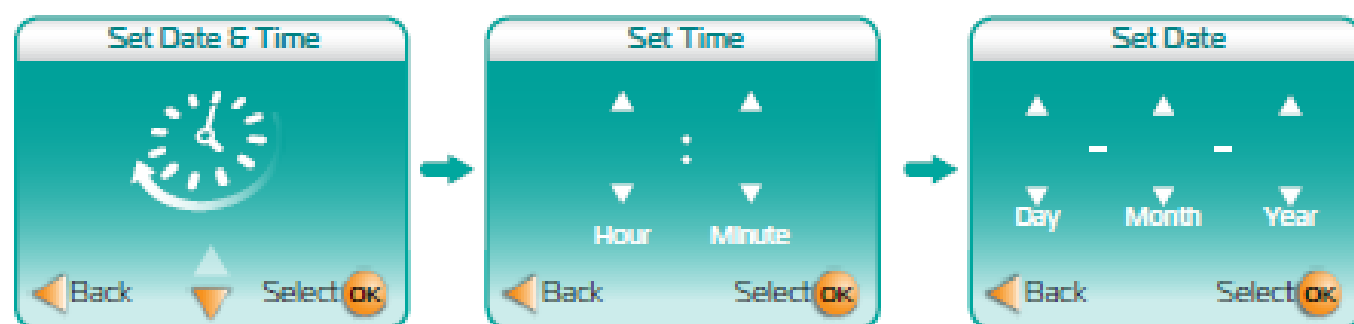 Set Date & Time
Back
Select OK
Set Time
:
Hour Minute
Back
Select OK
Set Date
- -
Day Month Year
Back
Select OK